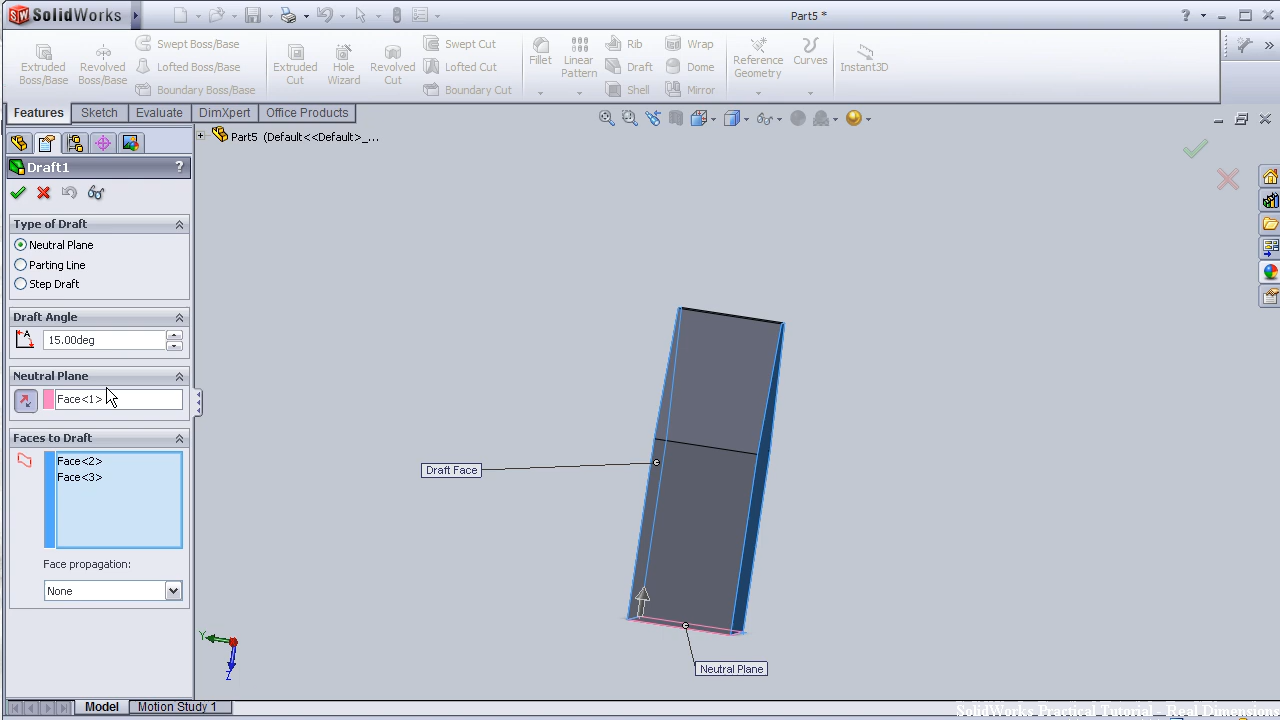 SolidWorks
Part5 *
Extruded Boss/Base
Revolved Boss/Base
Swept Boss/Base
Lofted Boss/Base
Boundary Boss/Base
Extruded Cut
Hole Wizard
Revolved Cut
Swept Cut
Lofted Cut
Boundary Cut
Fillet
Linear Pattern
Rib
Draft
Shell
Wrap
Dome
Mirror
Reference Geometry
Curves
Instant3D
Features
Sketch
Evaluate
DimXpert
Office Products
Part5 (Default<<Default>_...
Draft1
?
Type of Draft
Neutral Plane
Parting Line
Step Draft
Draft Angle
15.00deg
Neutral Plane
Face<1>
Faces to Draft
Face<2>
Face<3>
Face propagation:
None
Draft Face
Neutral Plane
Y
Z
Model
Motion Study 1
SolidWorks Practical Tutorial - Real Dimensions